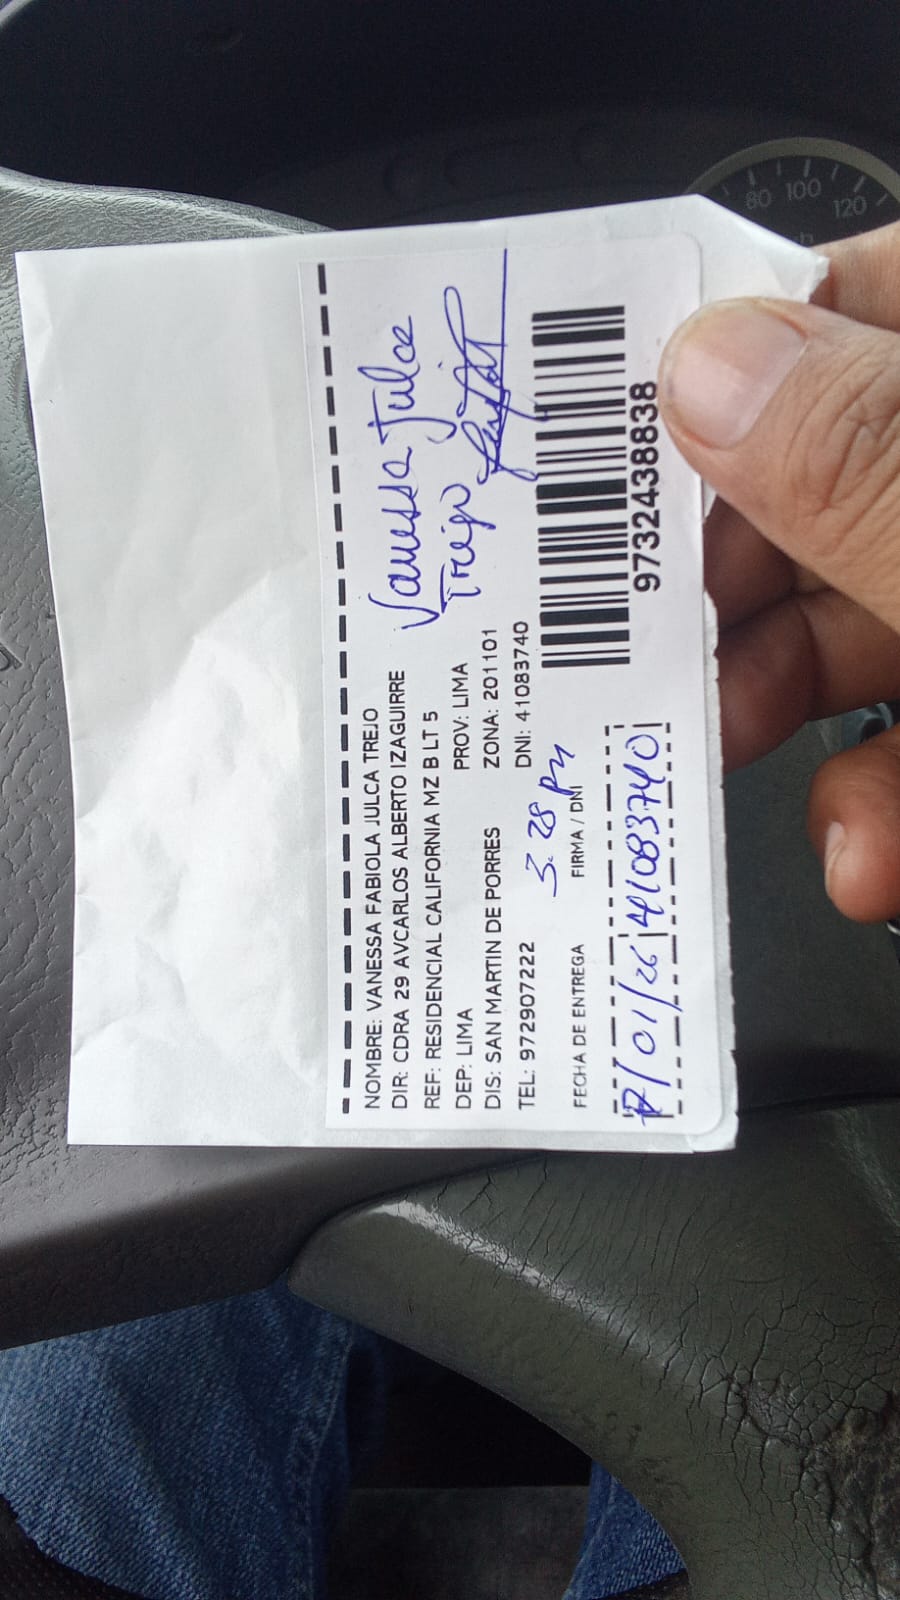 NOMBRE: VANESSA FABIOLA JULCA TREJO
DIR: CDRA 29 AVCARLOS ALBERTO IZAGUIRRE
REF: RESIDENCIAL CALIFORNIA MZ B LT 5
DEP: LIMA PROV: LIMA
DIS: SAN MARTIN DE PORRES ZONA: 201101
TEL: 972907222 DNI: 41083740
Vanessa Julca
Trejo
3.28 PM
FECHA DE ENTREGA FIRMA / DNI
/01/26 41083740
9732438838
80 100 120